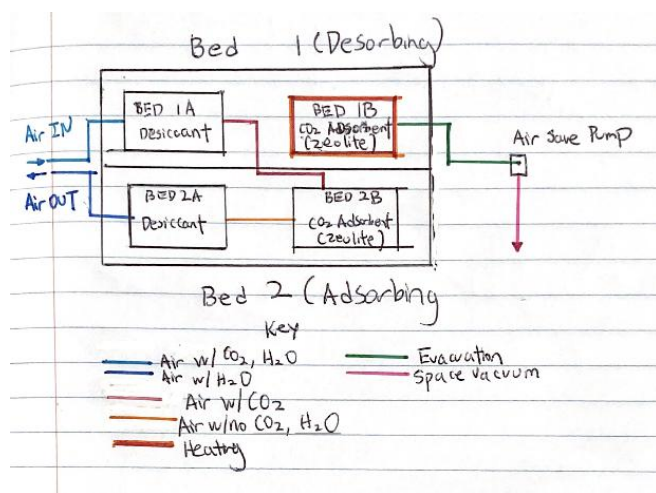 Bed 1 (Desorbing)
BED 1A
Desiccant
BED 1B
CO2 Adsorbent
(zeolite)
Air IN
Air Save Pump
Air OUT
BED 2A
Desiccant
BED 2B
CO2 Adsorbent
(zeolite)
Bed 2 (Adsorbing
Key
Air w/ CO2, H2O
Air w/H2O
Air w/CO2
Air w/no CO2, H2O
Heating
Evacuation
Space vacuum